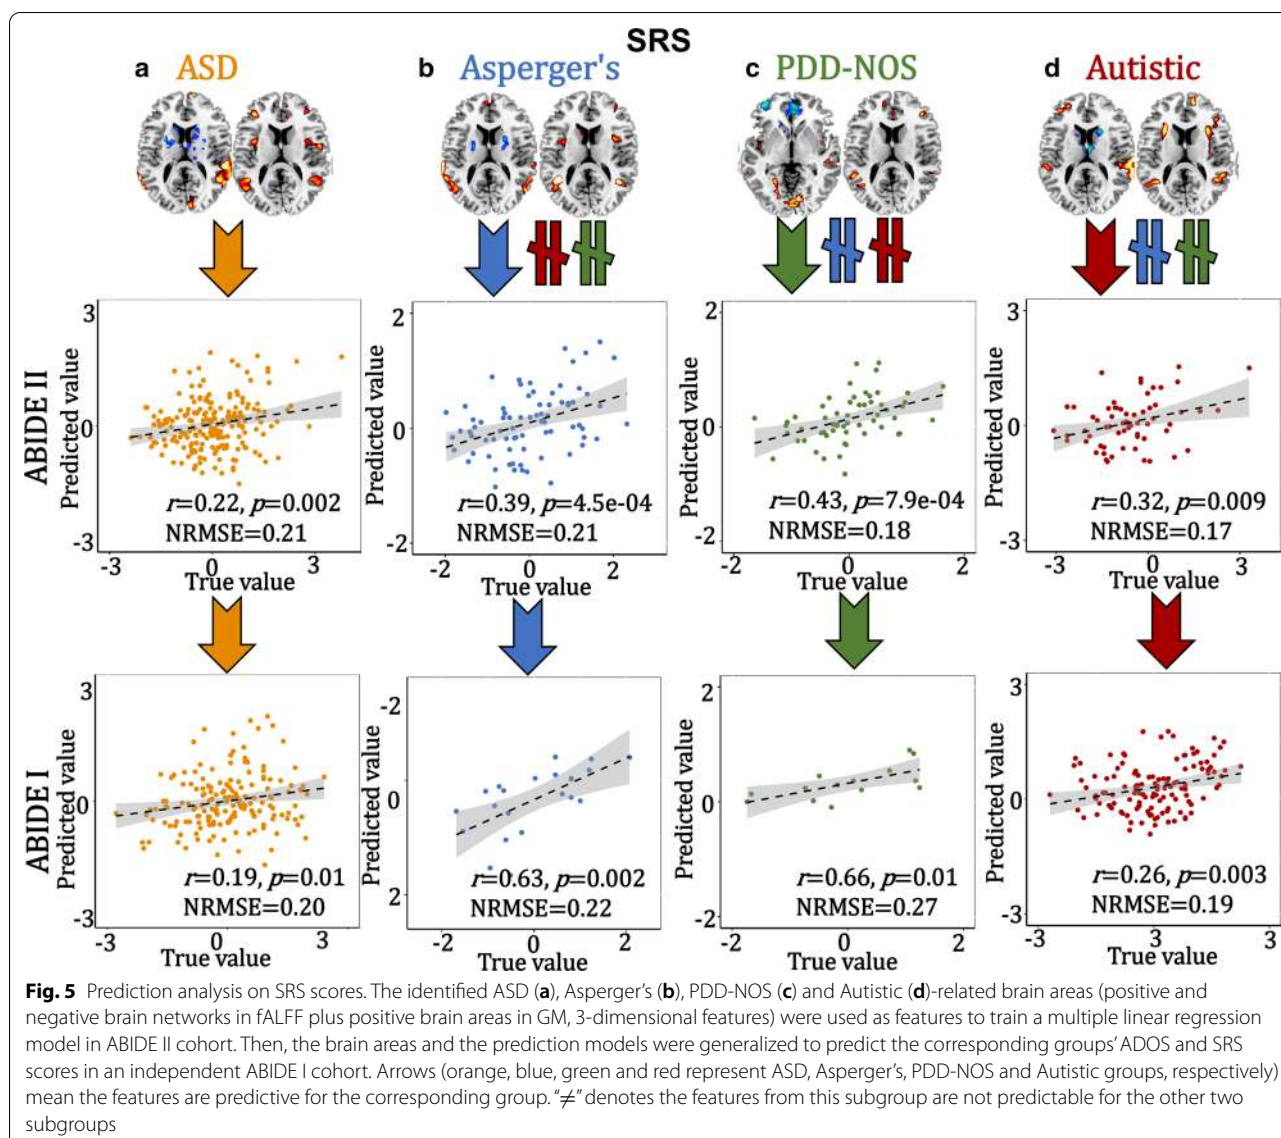 SRS
a ASD
b Asperger's
c PDD-NOS
d Autistic
ABIDE II
3
Predicted value
0
-3
r=0.22, p=0.002
NRMSE=0.21
-3 0 3
True value
2
Predicted value
0
-2
r=0.39, p=4.5e-04
NRMSE=0.21
-2 0 2
True value
2
Predicted value
0
-2
r=0.43, p=7.9e-04
NRMSE=0.18
-2 0 2
True value
3
Predicted value
0
-3
r=0.32, p=0.009
NRMSE=0.17
-3 0 3
True value
ABIDE I
3
Predicted value
0
-3
r=0.19, p=0.01
NRMSE=0.20
-3 0 3
True value
-2
Predicted value
0
2
r=0.63, p=0.002
NRMSE=0.22
-2 0 2
True value
2
Predicted value
0
-2
r=0.66, p=0.01
NRMSE=0.27
-2 0 2
True value
3
Predicted value
0
-3
r=0.26, p=0.003
NRMSE=0.19
-3 3 3
True value
Fig. 5 Prediction analysis on SRS scores. The identified ASD (a), Asperger's (b), PDD-NOS (c) and Autistic (d)-related brain areas (positive and
negative brain networks in fALFF plus positive brain areas in GM, 3-dimensional features) were used as features to train a multiple linear regression
model in ABIDE II cohort. Then, the brain areas and the prediction models were generalized to predict the corresponding groups' ADOS and SRS
scores in an independent ABIDE I cohort. Arrows (orange, blue, green and red represent ASD, Asperger's, PDD-NOS and Autistic groups, respectively)
mean the features are predictive for the corresponding group. "≠" denotes the features from this subgroup are not predictable for the other two
subgroups